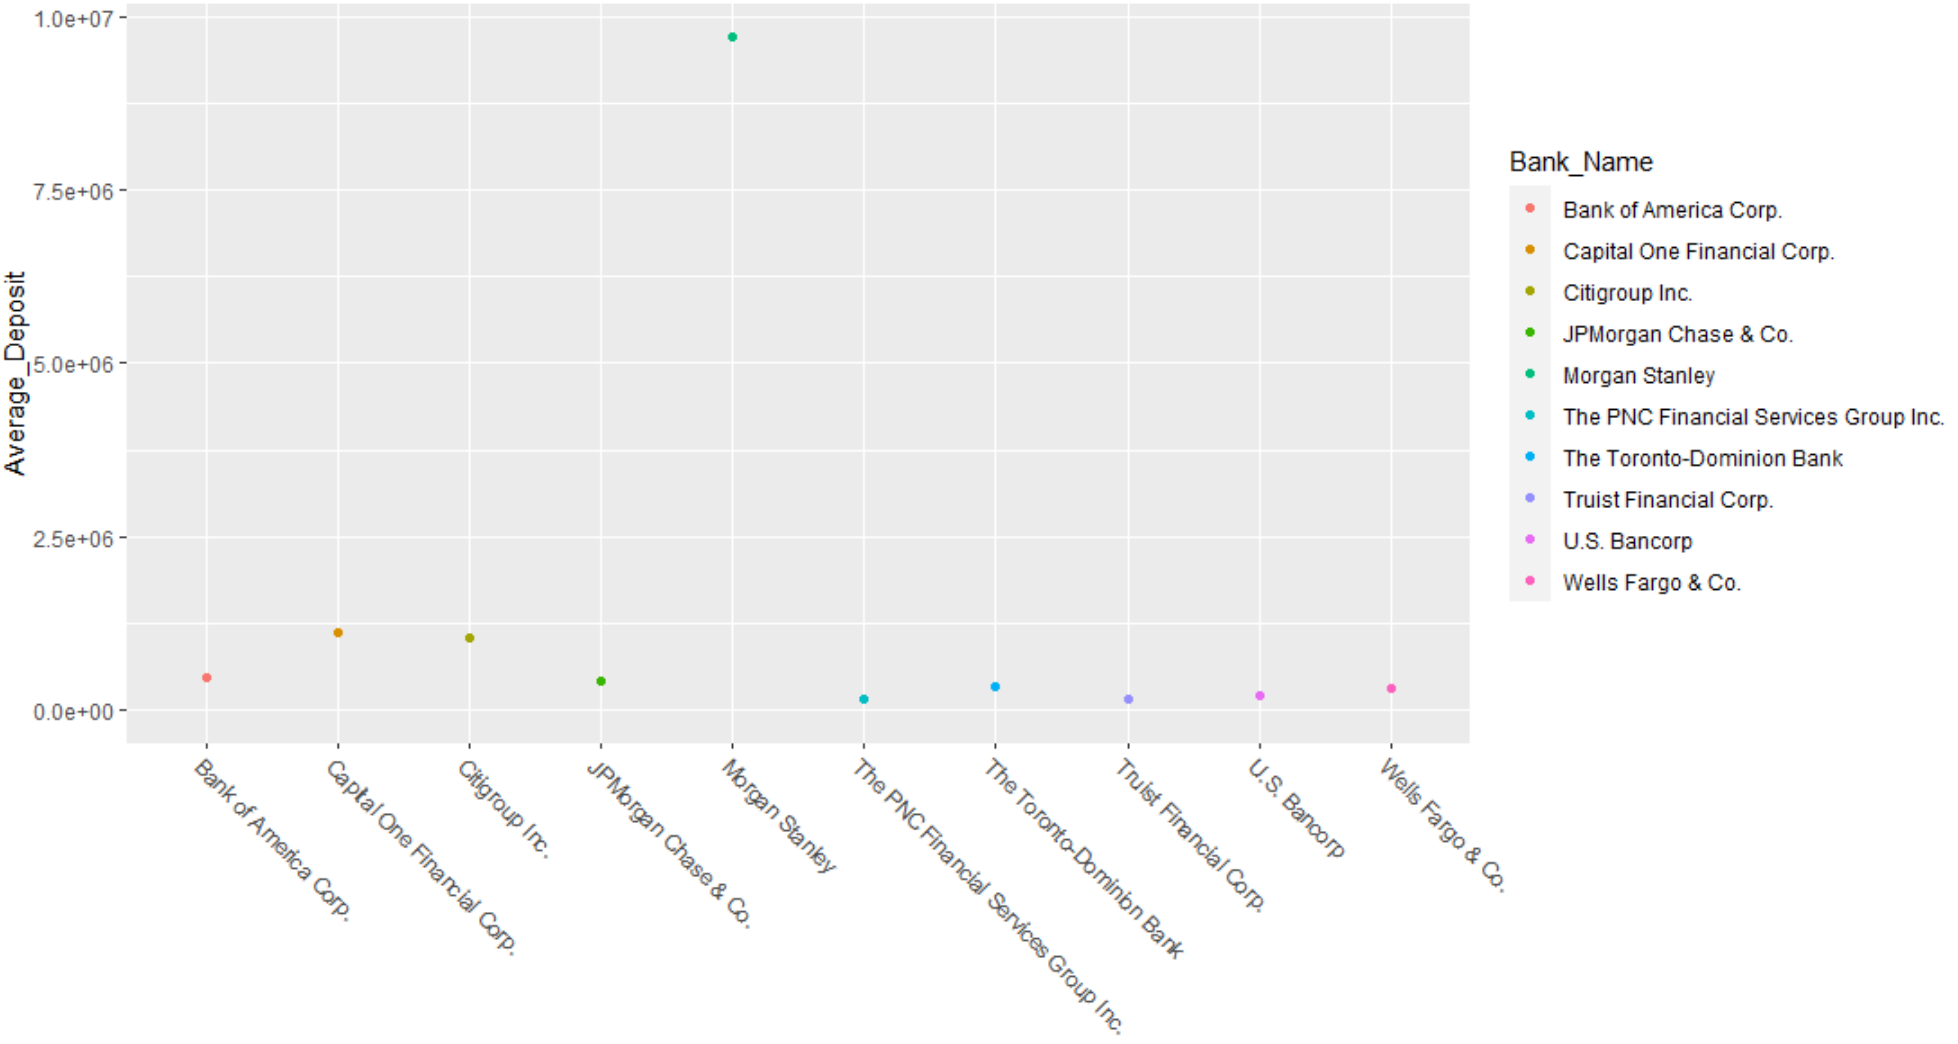 1.0e+07
7.5e+06
5.0e+06
2.5e+06
0.0e+00
Average_Deposit
Bank of America Corp.
Capital One Financial Corp.
Citigroup Inc.
JPMorgan Chase & Co.
Morgan Stanley
The PNC Financial Services Group Inc.
The Toronto-Dominion Bank
Truist Financial Corp.
U.S. Bancorp
Wells Fargo & Co.
Bank_Name
Bank of America Corp.
Capital One Financial Corp.
Citigroup Inc.
JPMorgan Chase & Co.
Morgan Stanley
The PNC Financial Services Group Inc.
The Toronto-Dominion Bank
Truist Financial Corp.
U.S. Bancorp
Wells Fargo & Co.